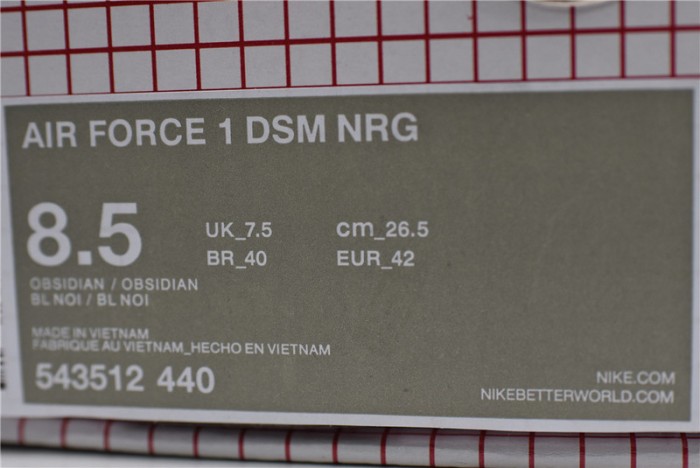 AIR FORCE 1 DSM NRG
8.5
UK_7.5 cm_26.5
BR_40 EUR_42
OBSIDIAN / OBSIDIAN
BL NOI / BL NOI
MADE IN VIETNAM
FABRIQUE AU VIETNAM_HECHO EN VIETNAM
543512 440
NIKE.COM
NIKEBETTERWORLD.COM